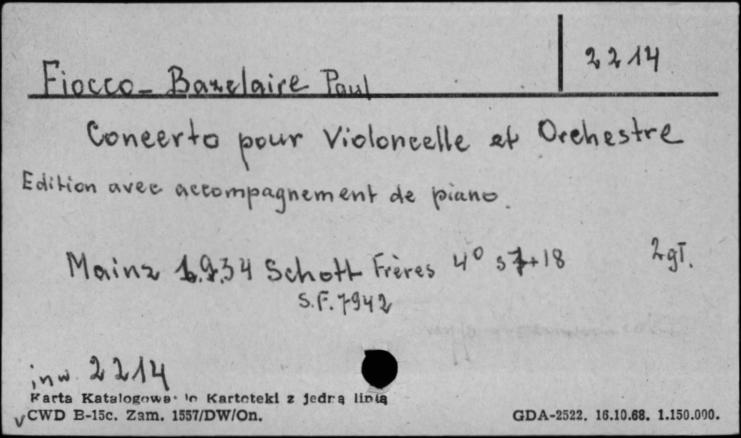 2214
Fiocco - Bazelaire Paul
Concerto pour Violoncelle et Orchestre
Edition avec accompagnement de piano.
Mainz 1934 Schott Frères 4° s 7+18 2 gł.
S.F. 7942
inw 2214
Karta Katalogowa do Kartoteki z jedną linią
CWD B-15c. Zam. 1557/DW/On. GDA-2522. 16.10.68. 1.150.000.